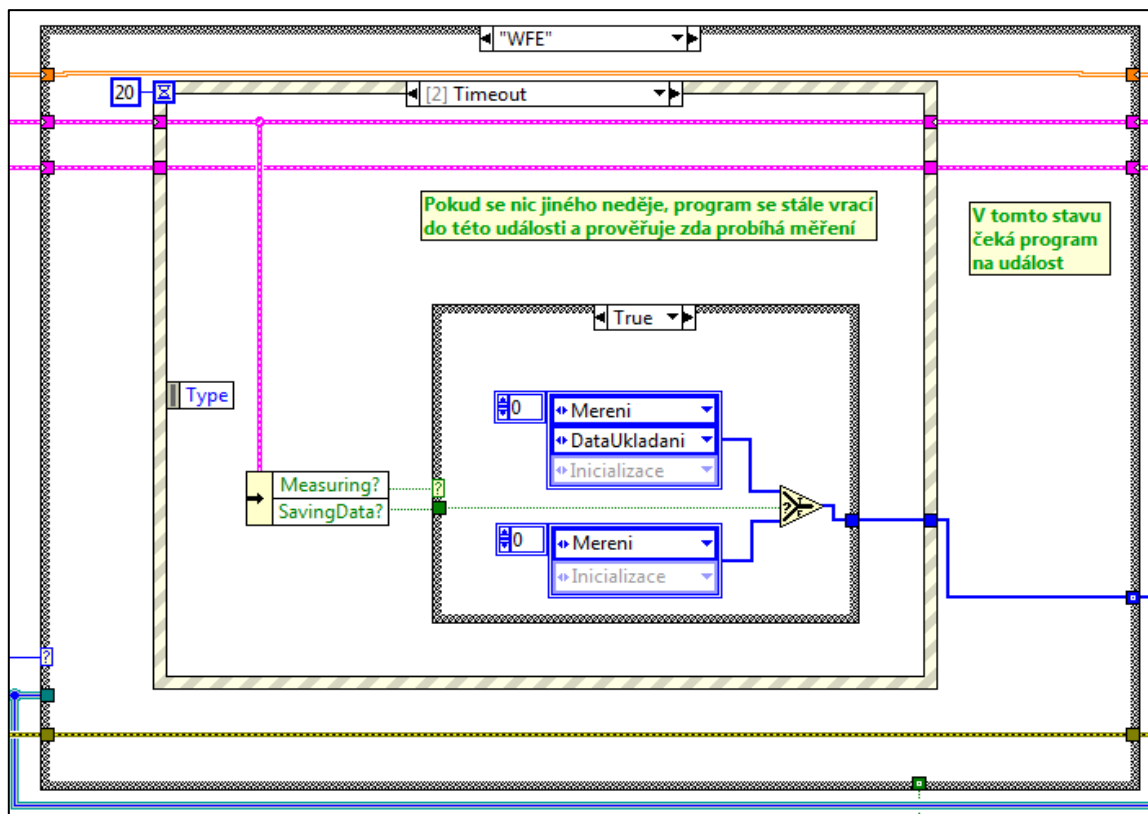 "WFE"
20
[2] Timeout
Pokud se nic jiného neděje, program se stále vrací
do této události a prověřuje zda probíhá měření
V tomto stavu
čeká program
na událost
True
Type
0
Mereni
DataUkladani
Inicializace
Measuring?
SavingData?
?
T
?
F
0
Mereni
Inicializace
?